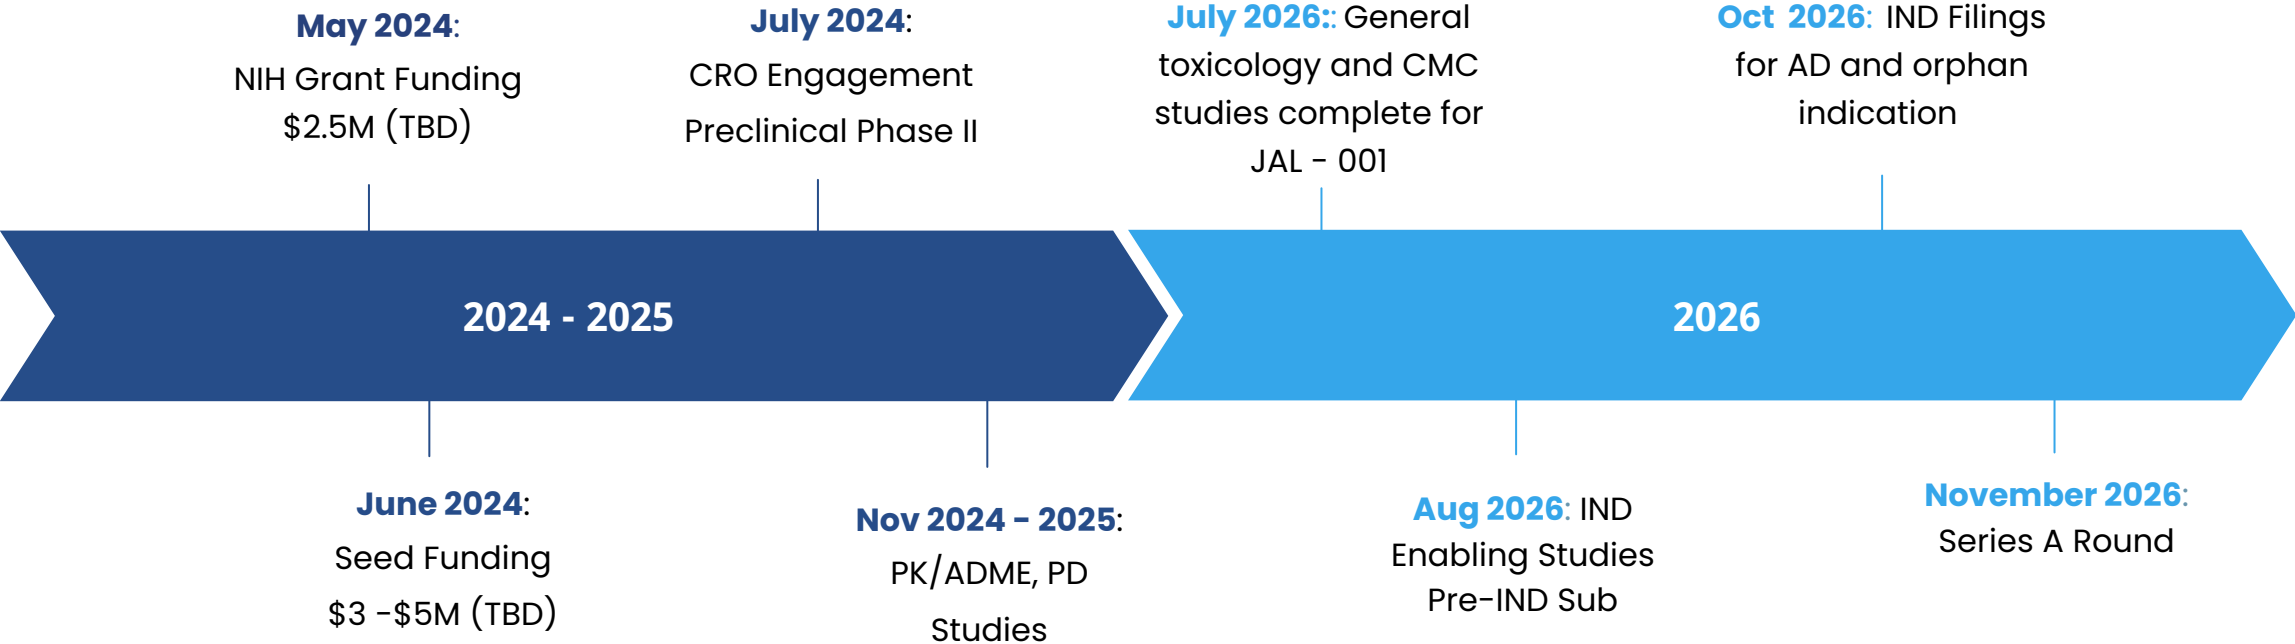 May 2024:
NIH Grant Funding
$2.5M (TBD)
July 2024:
CRO Engagement
Preclinical Phase II
July 2026:: General
toxicology and CMC
studies complete for
JAL - 001
Oct 2026: IND Filings
for AD and orphan
indication
2024 - 2025
2026
June 2024:
Seed Funding
$3 -$5M (TBD)
Nov 2024 - 2025:
PK/ADME, PD
Studies
Aug 2026: IND
Enabling Studies
Pre-IND Sub
November 2026:
Series A Round